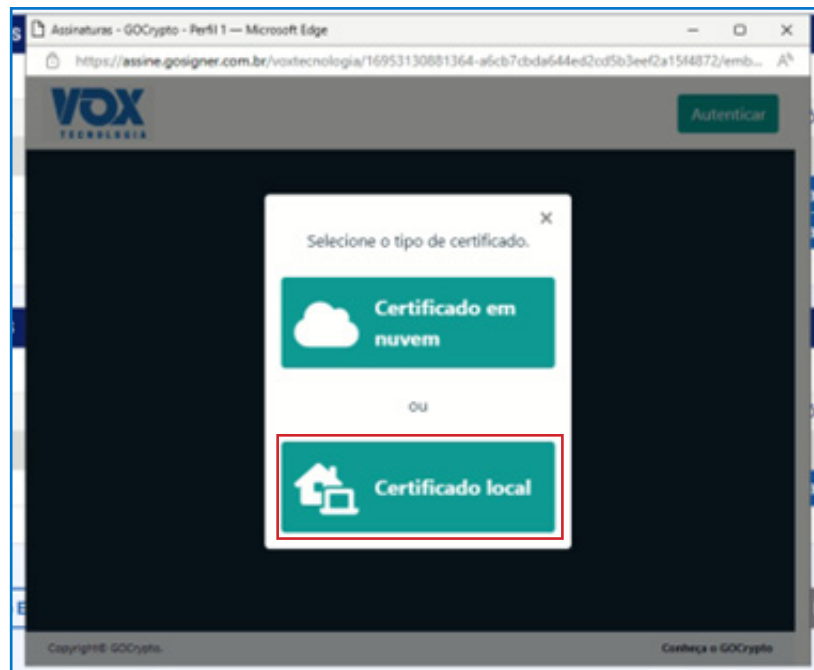 Assinaturas - GOCrypto - Perfil 1 — Microsoft Edge
https://assine.gosigner.com.br/voxtecnologia/16953130881364-a6cb7cbda644ed2cd5b3eef2a15f4872/emb...
VOX
TECNOLOGIA
Autenticar
Selecione o tipo de certificado.
Certificado em
nuvem
ou
Certificado local
Copyright© GOCrypto.
Conheça o GOCrypto